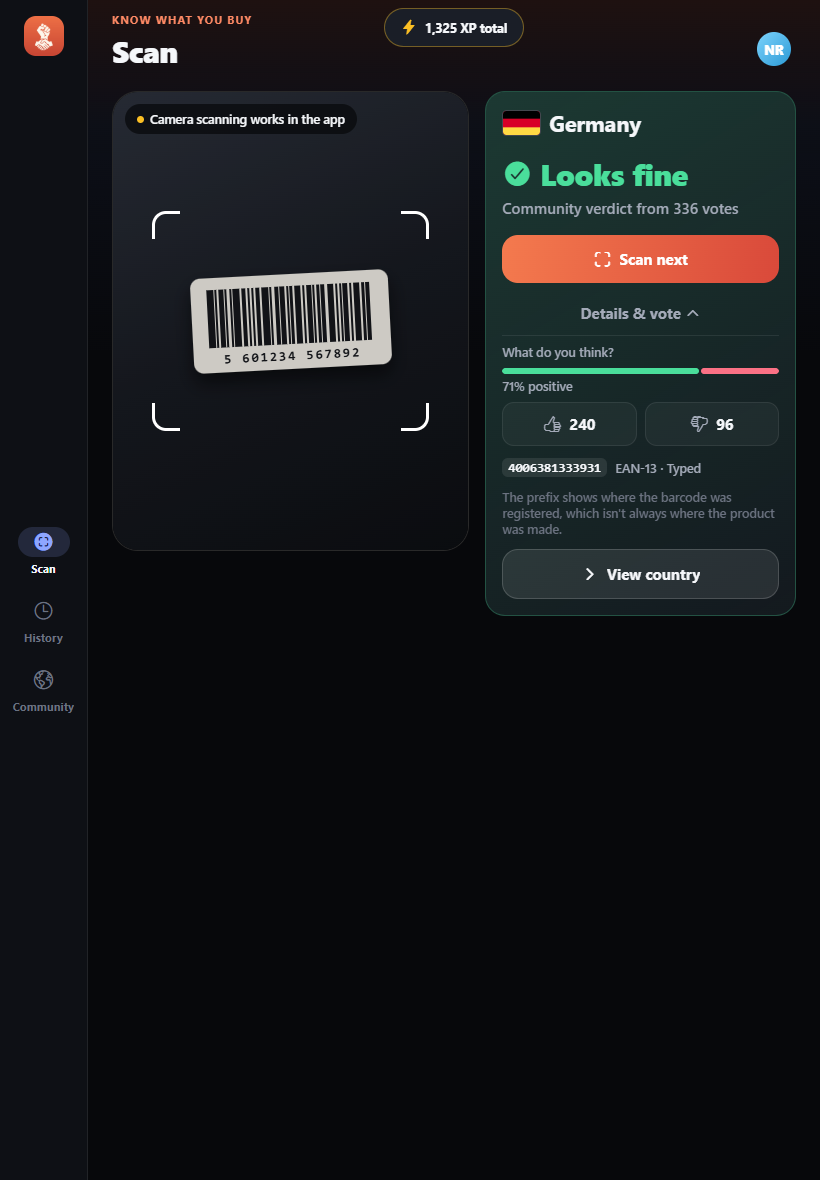 KNOW WHAT YOU BUY
Scan
1,325 XP total
NR
Camera scanning works in the app
5 601234 567892
Germany
Looks fine
Community verdict from 336 votes
Scan next
Details & vote
What do you think?
71% positive
240
96
4006381333931 EAN-13 · Typed
The prefix shows where the barcode was
registered, which isn't always where the product
was made.
View country
Scan
History
Community